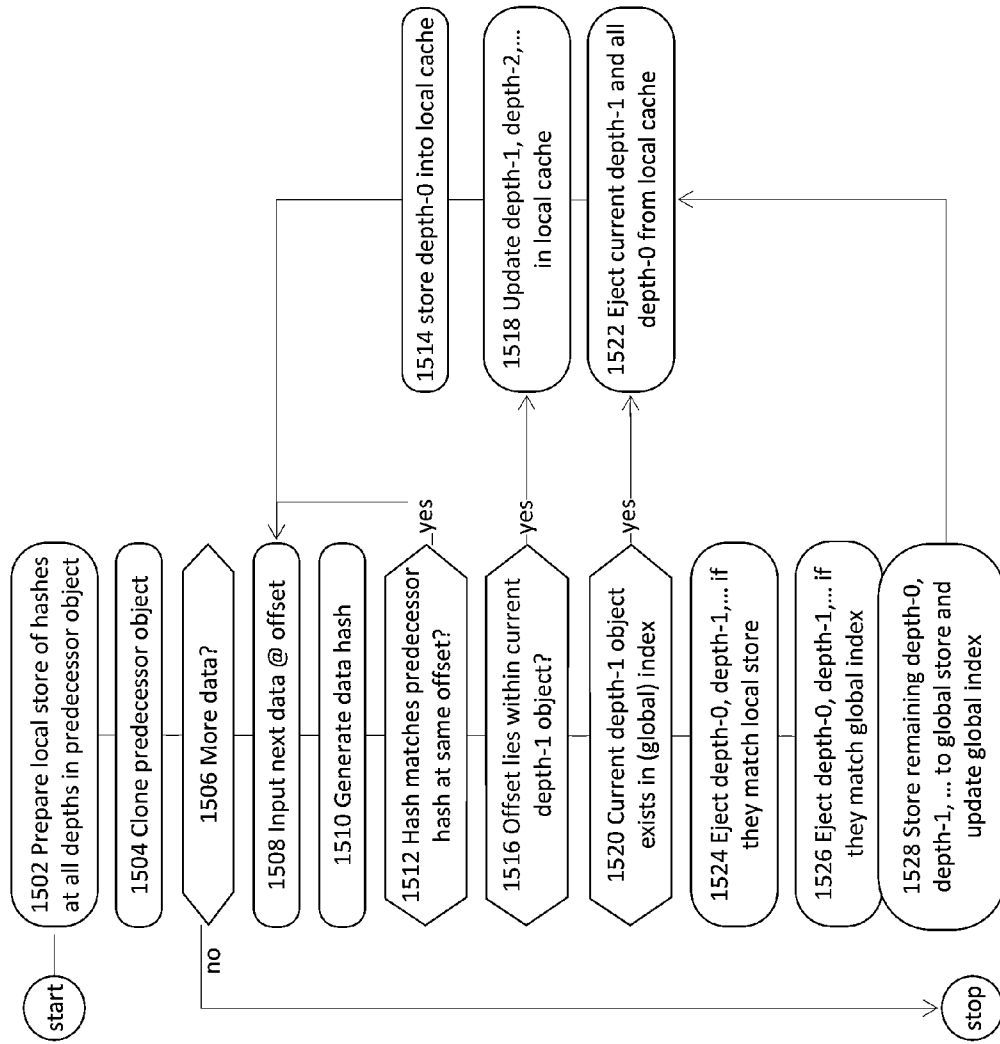 start
1502 Prepare local store of hashes
at all depths in predecessor object
1504 Clone predecessor object
1506 More data?
no
1508 Input next data @ offset
1510 Generate data hash
1512 Hash matches predecessor
hash at same offset?
yes
1516 Offset lies within current
depth-1 object?
yes
1520 Current depth-1 object
exists in (global) index
yes
1524 Eject depth-0, depth-1,... if
they match local store
1526 Eject depth-0, depth-1,... if
they match global index
1528 Store remaining depth-0,
depth-1, ... to global store and
update global index
stop
1514 store depth-0 into local cache
1518 Update depth-1, depth-2,...
in local cache
1522 Eject current depth-1 and all
depth-0 from local cache